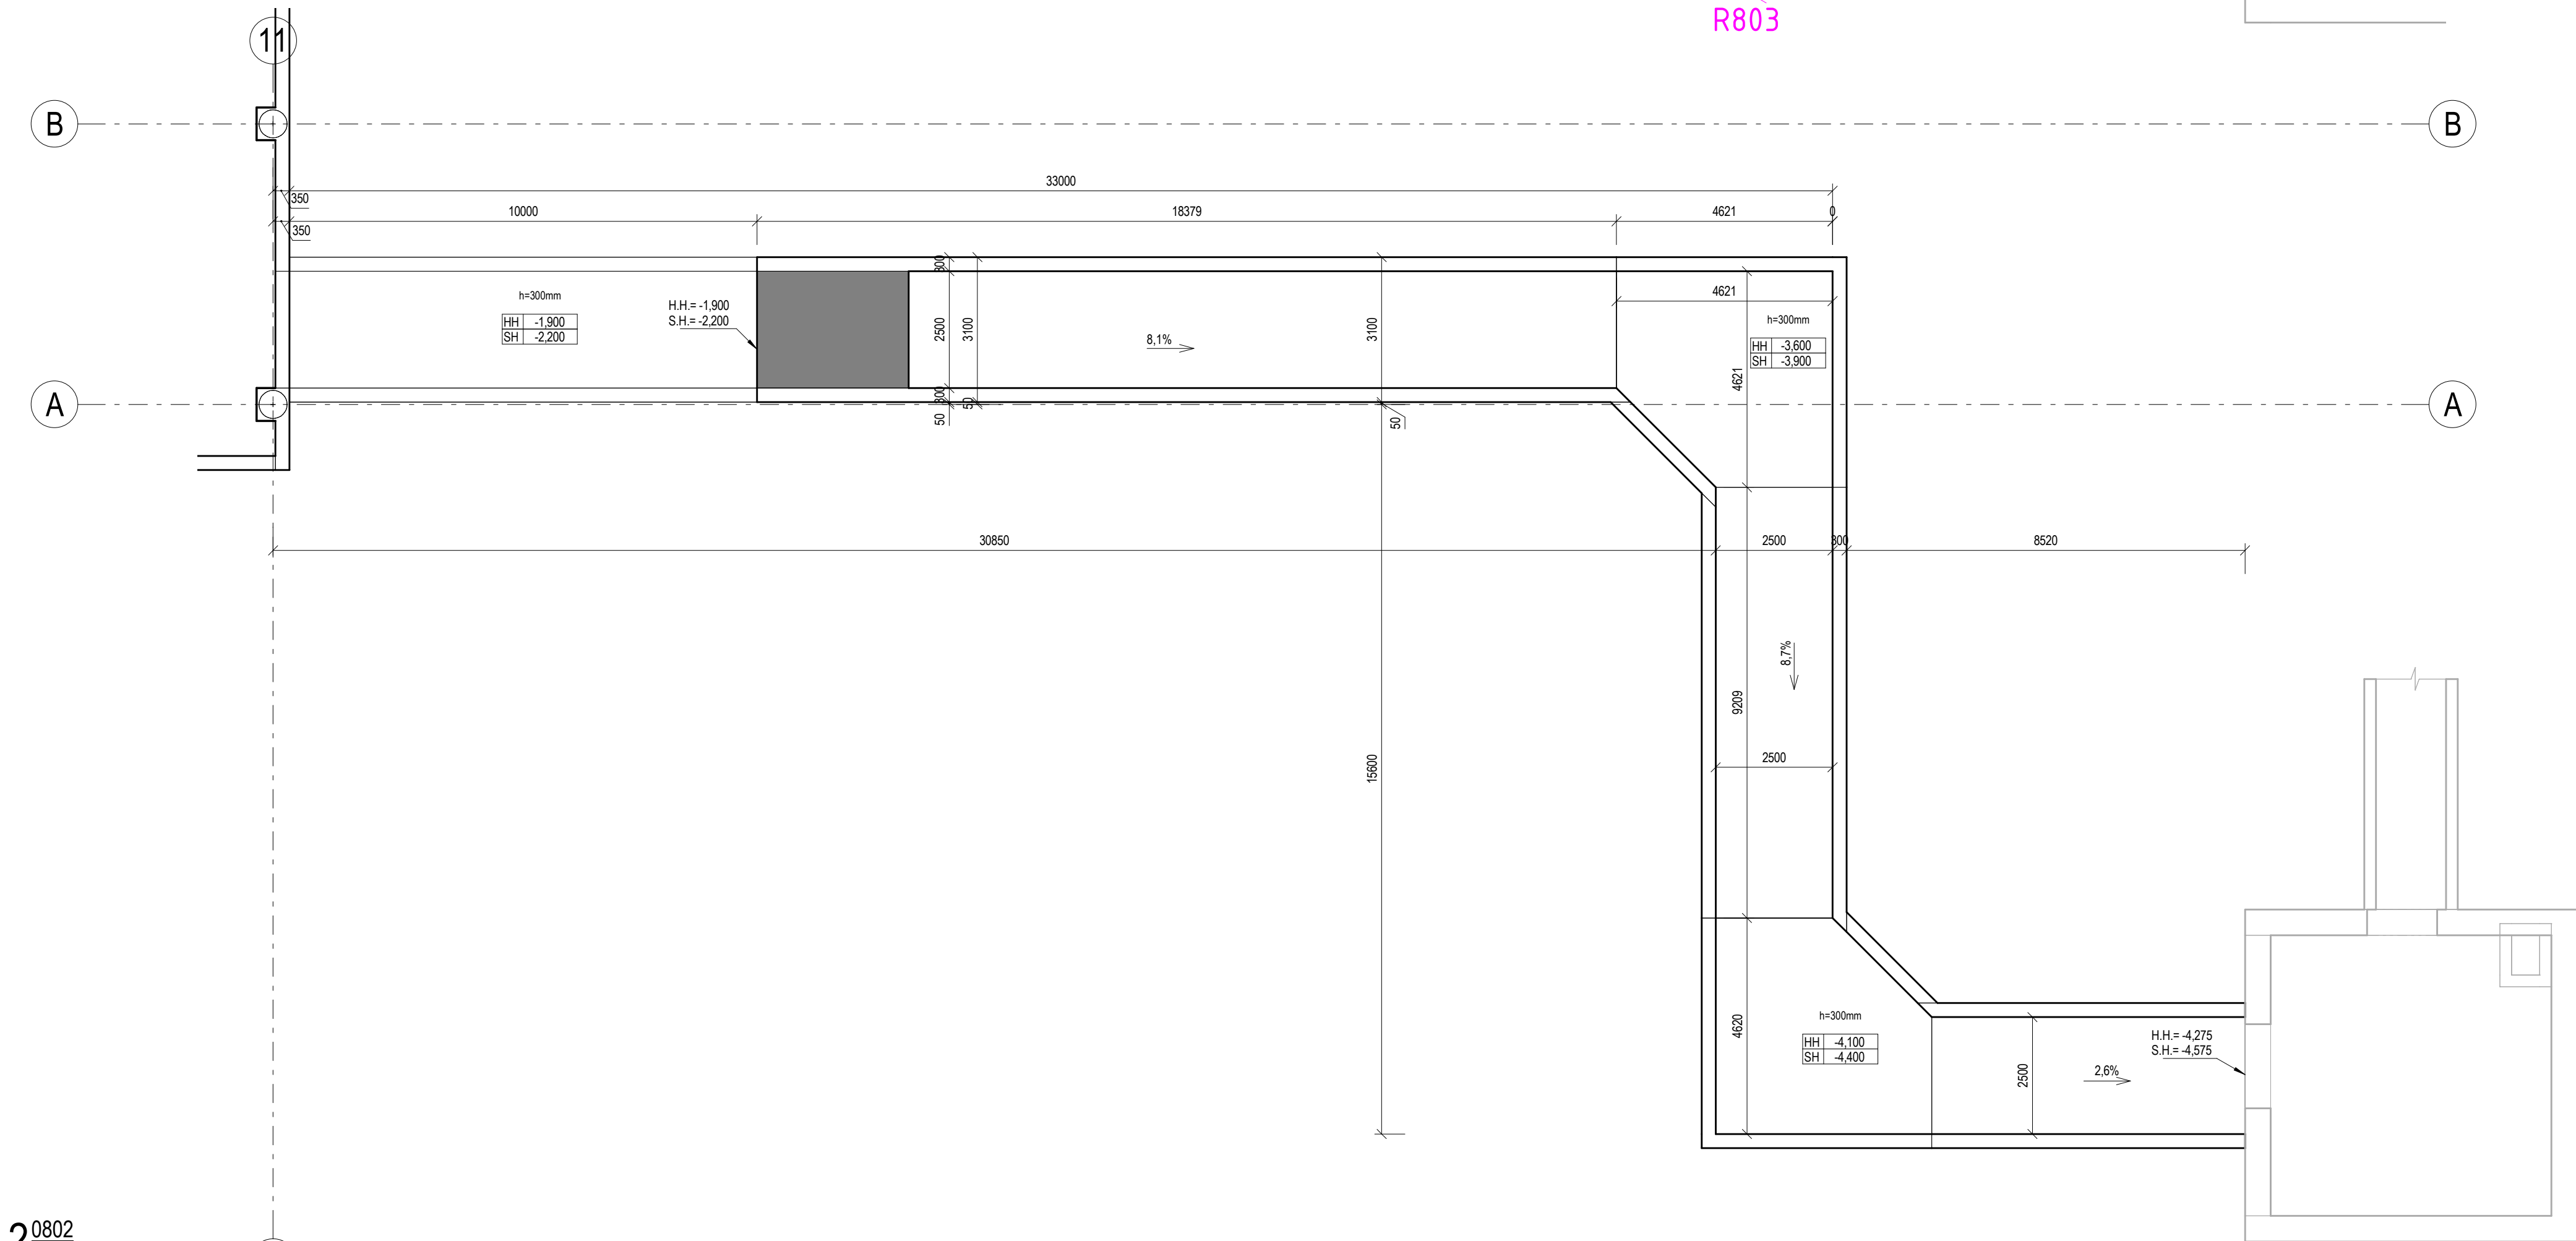 R803
11
B
B
33000
350
10000
18379
4621
0
350
300
h=300mm
H.H.= -1,900
S.H.= -2,200
HH -1,900
SH -2,200
2500
3100
8,1%
3100
4621
h=300mm
HH -3,600
SH -3,900
4621
300
50
50
50
A
A
30850
2500
300
8520
8,7%
9209
2500
15600
4620
h=300mm
HH -4,100
SH -4,400
2500
2,6%
H.H.= -4,275
S.H.= -4,575
2 0802